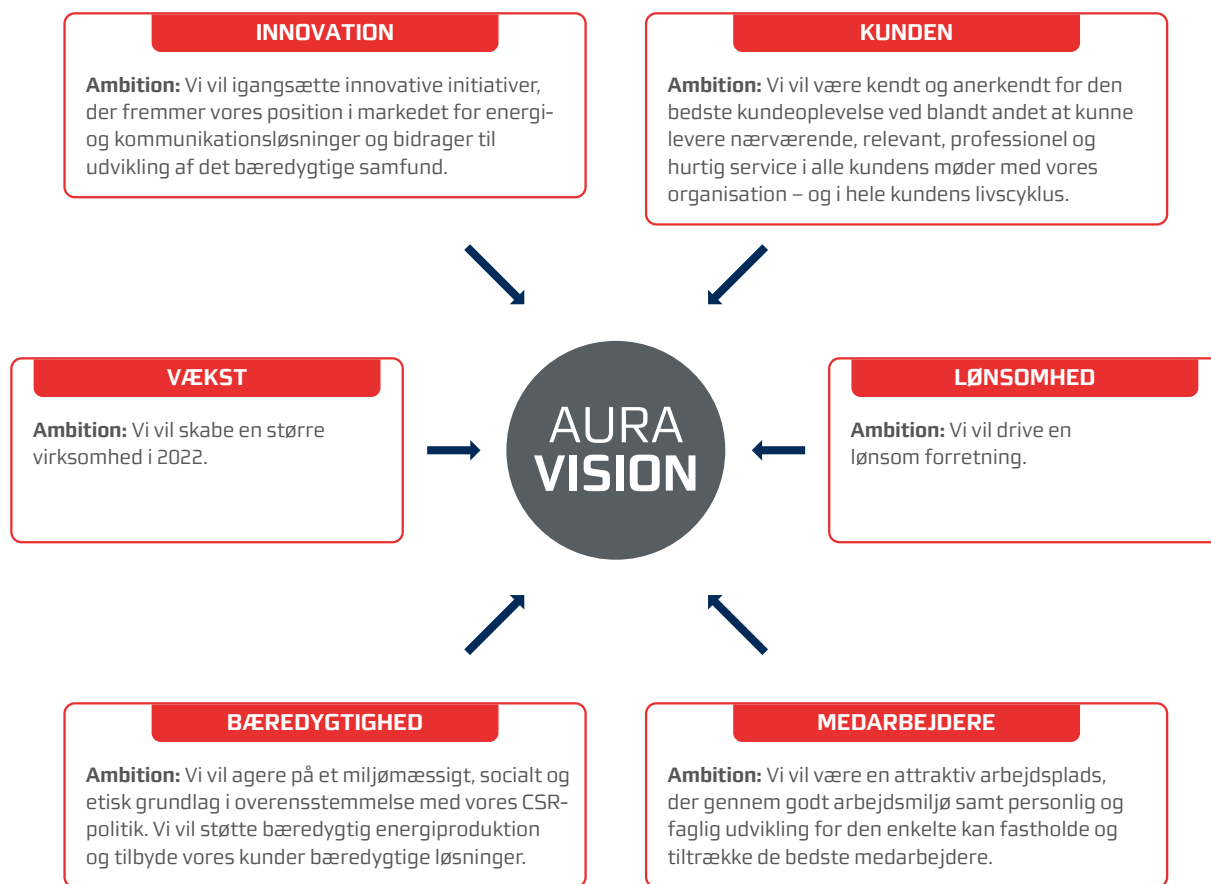 INNOVATION
Ambition: Vi vil igangsætte innovative initiativer,
der fremmer vores position i markedet for energi-
og kommunikationsløsninger og bidrager til
udvikling af det bæredygtige samfund.
KUNDEN
Ambition: Vi vil være kendt og anerkendt for den
bedste kundeoplevelse ved blandt andet at kunne
levere nærværende, relevant, professionel og
hurtig service i alle kundens møder med vores
organisation – og i hele kundens livscyklus.
VÆKST
Ambition: Vi vil skabe en større
virksomhed i 2022.
AURA
VISION
LØNSOMHED
Ambition: Vi vil drive en
lønsom forretning.
BÆREDYGTIGHED
Ambition: Vi vil agere på et miljømæssigt, socialt og
etisk grundlag i overensstemmelse med vores CSR-
politik. Vi vil støtte bæredygtig energiproduktion
og tilbyde vores kunder bæredygtige løsninger.
MEDARBEJDERE
Ambition: Vi vil være en attraktiv arbejdsplads,
der gennem godt arbejdsmiljø samt personlig og
faglig udvikling for den enkelte kan fastholde og
tiltrække de bedste medarbejdere.